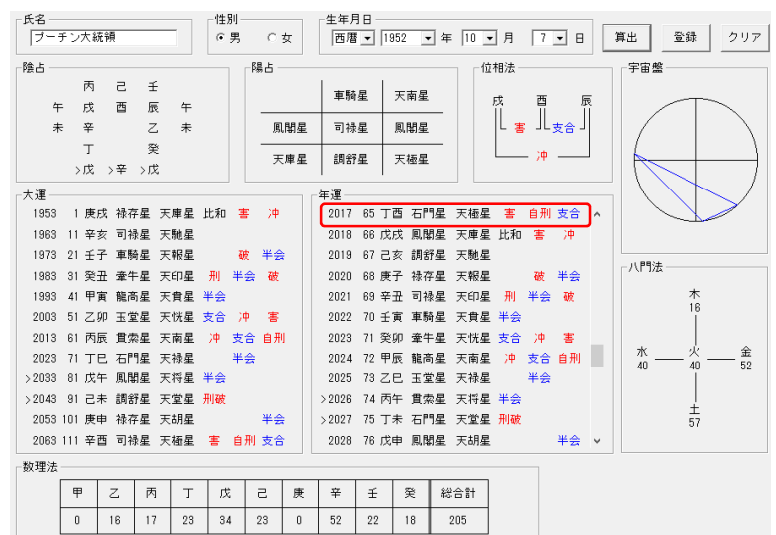 氏名
プーチン大統領
性別
男 女
生年月日
西暦 1952 年 10 月 7 日
算出 登録 クリア
陰占
丙 己 壬
午 戌 酉 辰 午
未 辛 乙 未
丁 癸
>戊 >辛 >戊
陽占
車騎星 天南星
鳳閣星 司禄星 鳳閣星
天庫星 調舒星 天極星
位相法
戌 酉 辰
害 支合
冲
宇宙盤
大運
1953 1 庚戌 禄存星 天庫星 比和 害 冲
1963 11 辛亥 司禄星 天馳星
1973 21 壬子 車騎星 天報星 破 半会
1983 31 癸丑 牽牛星 天印星 刑 半会 破
1993 41 甲寅 龍高星 天貴星 半会
2003 51 乙卯 玉堂星 天恍星 支合 冲 害
2013 61 丙辰 貫索星 天南星 冲 支合 自刑
2023 71 丁巳 石門星 天禄星 半会
>2033 81 戊午 鳳閣星 天将星 半会
>2043 91 己未 調舒星 天堂星 刑破
2053 101 庚申 禄存星 天胡星 半会
2063 111 辛酉 司禄星 天極星 害 自刑 支合
年運
2017 65 丁酉 石門星 天極星 害 自刑 支合
2018 66 戊戌 鳳閣星 天庫星 比和 害 冲
2019 67 己亥 調舒星 天馳星
2020 68 庚子 禄存星 天報星 破 半会
2021 69 辛丑 司禄星 天印星 刑 半会 破
2022 70 壬寅 車騎星 天貴星 半会
2023 71 癸卯 牽牛星 天恍星 支合 冲 害
2024 72 甲辰 龍高星 天南星 冲 支合 自刑
2025 73 乙巳 玉堂星 天禄星 半会
>2026 74 丙午 貫索星 天将星 半会
>2027 75 丁未 石門星 天堂星 刑破
2028 76 戊申 鳳閣星 天胡星 半会
八門法
木
16
水 火 金
40 40 52
土
57
数理法
甲 乙 丙 丁 戊 己 庚 辛 壬 癸 総合計
0 16 17 23 34 23 0 52 22 18 205